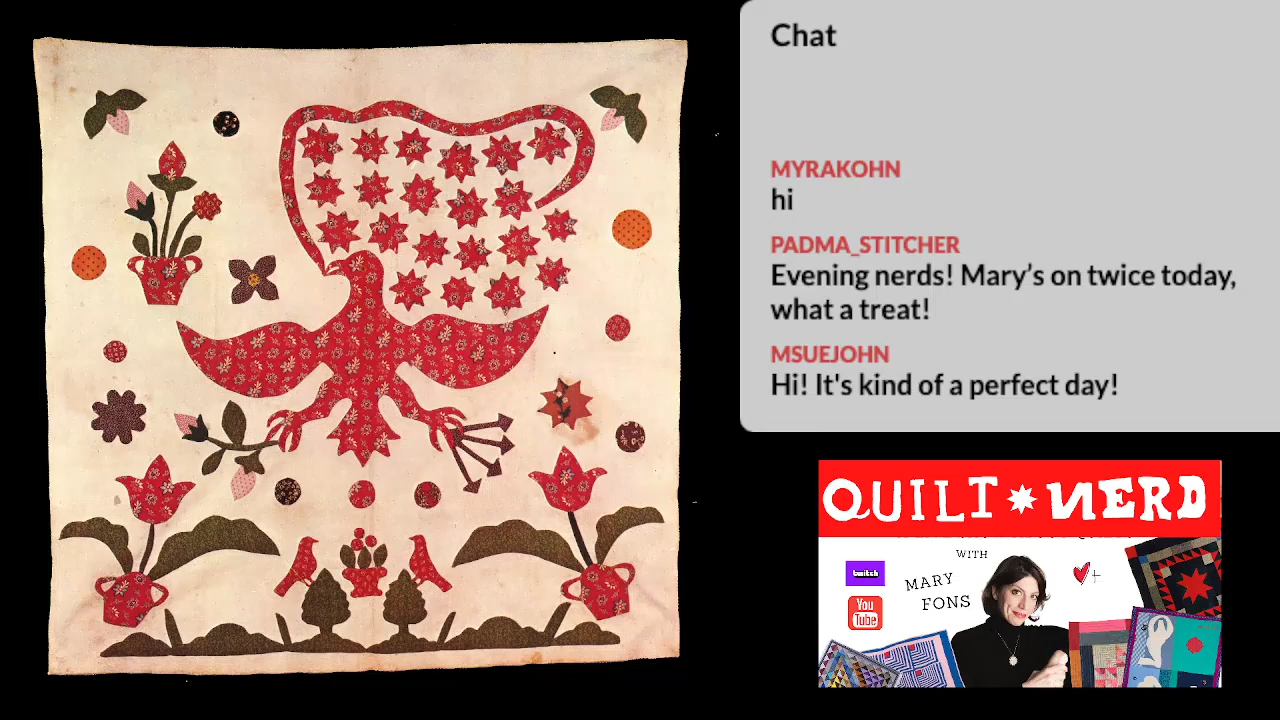 Chat
MYRAKOHN
hi
PADMA_STITCHER
Evening nerds! Mary’s on twice today,
what a treat!
MSUEJOHN
Hi! It's kind of a perfect day!
QUILT NERD
WITH
twitch
MARY
FONS
You
Tube